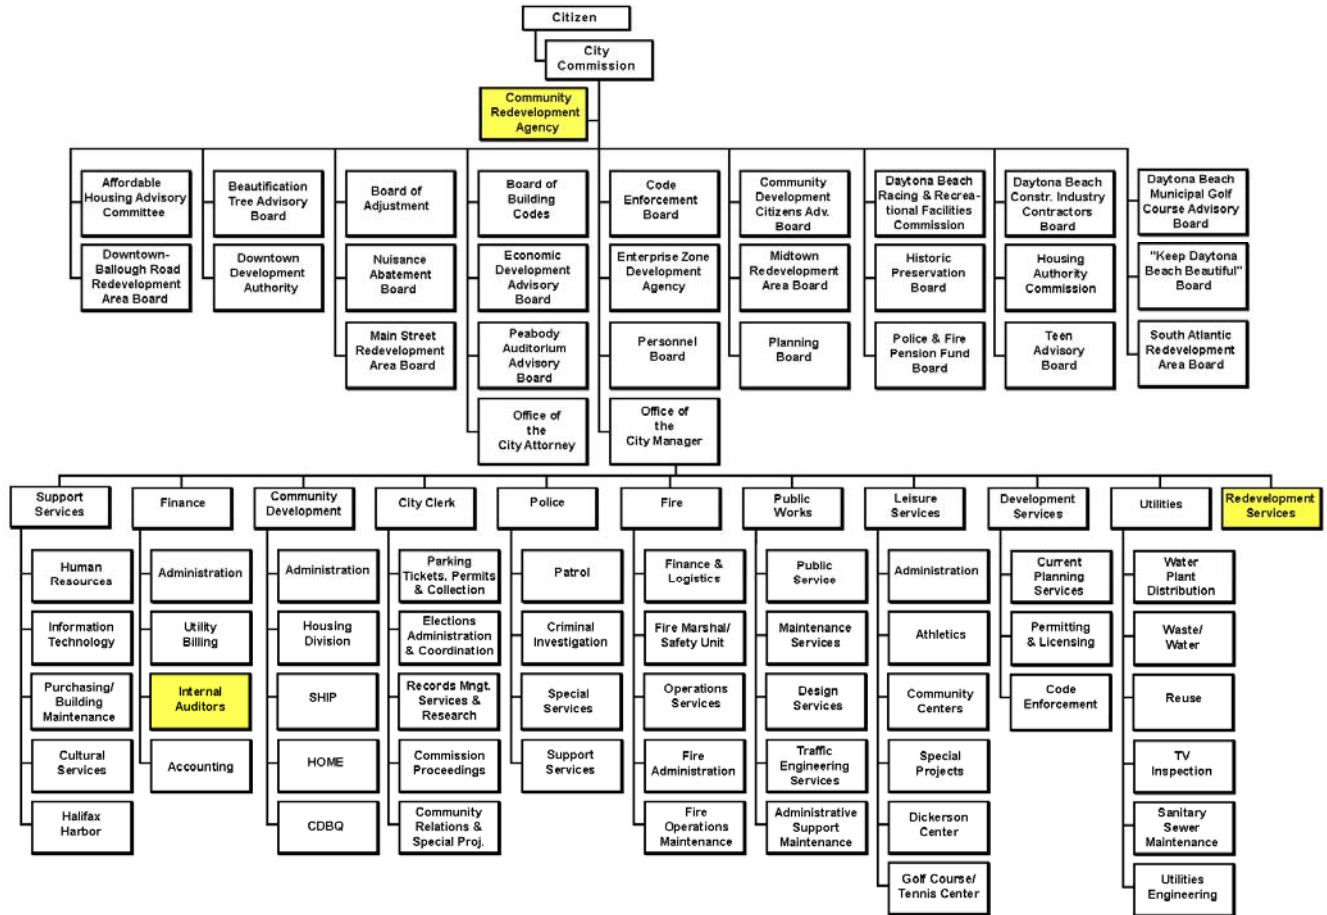 Citizen
City
Commission
Community
Redevelopment
Agency
Affordable
Housing Advisory
Committee
Beautification
Tree Advisory
Board
Board of
Adjustment
Board of
Building
Codes
Code
Enforcement
Board
Community
Development
Citizens Adv.
Board
Daytona Beach
Racing & Recrea-
tional Facilities
Commission
Daytona Beach
Constr. Industry
Contractors
Board
Daytona Beach
Municipal Golf
Course Advisory
Board
Downtown-
Ballough Road
Redevelopment
Area Board
Downtown
Development
Authority
Nuisance
Abatement
Board
Economic
Development
Advisory
Board
Enterprise Zone
Development
Agency
Midtown
Redevelopment
Area Board
Historic
Preservation
Board
Housing
Authority
Commission
"Keep Daytona
Beach Beautiful"
Board
Main Street
Redevelopment
Area Board
Peabody
Auditorium
Advisory
Board
Personnel
Board
Planning
Board
Police & Fire
Pension Fund
Board
Teen
Advisory
Board
South Atlantic
Redevelopment
Area Board
Office of
the
City Attorney
Office of
the
City Manager
Support
Services
Finance
Community
Development
City Clerk
Police
Fire
Public
Works
Leisure
Services
Development
Services
Utilities
Redevelopment
Services
Human
Resources
Administration
Administration
Parking
Tickets, Permits
& Collection
Patrol
Finance &
Logistics
Public
Service
Administration
Current
Planning
Services
Water
Plant
Distribution
Information
Technology
Utility
Billing
Housing
Division
Elections
Administration
& Coordination
Criminal
Investigation
Fire Marshal/
Safety Unit
Maintenance
Services
Athletics
Permitting
& Licensing
Waste/
Water
Purchasing/
Building
Maintenance
Internal
Auditors
SHIP
Records Mngt.
Services &
Research
Special
Services
Operations
Services
Design
Services
Community
Centers
Code
Enforcement
Reuse
Cultural
Services
Accounting
HOME
Commission
Proceedings
Support
Services
Fire
Administration
Traffic
Engineering
Services
Special
Projects
TV
Inspection
Halifax
Harbor
CDBQ
Community
Relations &
Special Proj.
Fire
Operations
Maintenance
Administrative
Support
Maintenance
Dickerson
Center
Sanitary
Sewer
Maintenance
Golf Course/
Tennis Center
Utilities
Engineering